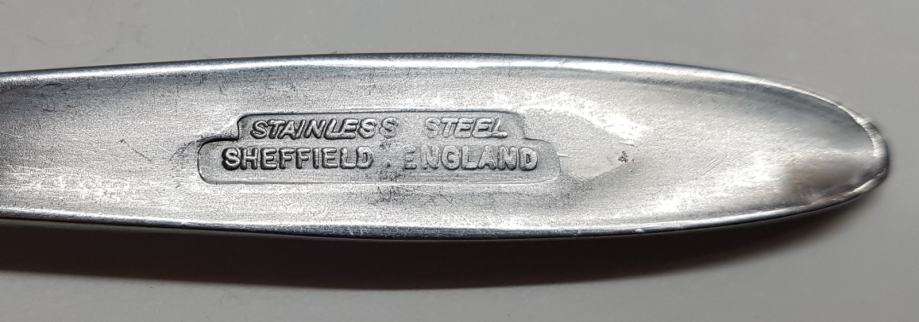 STAINLESS STEEL
SHEFFIELD . ENGLAND